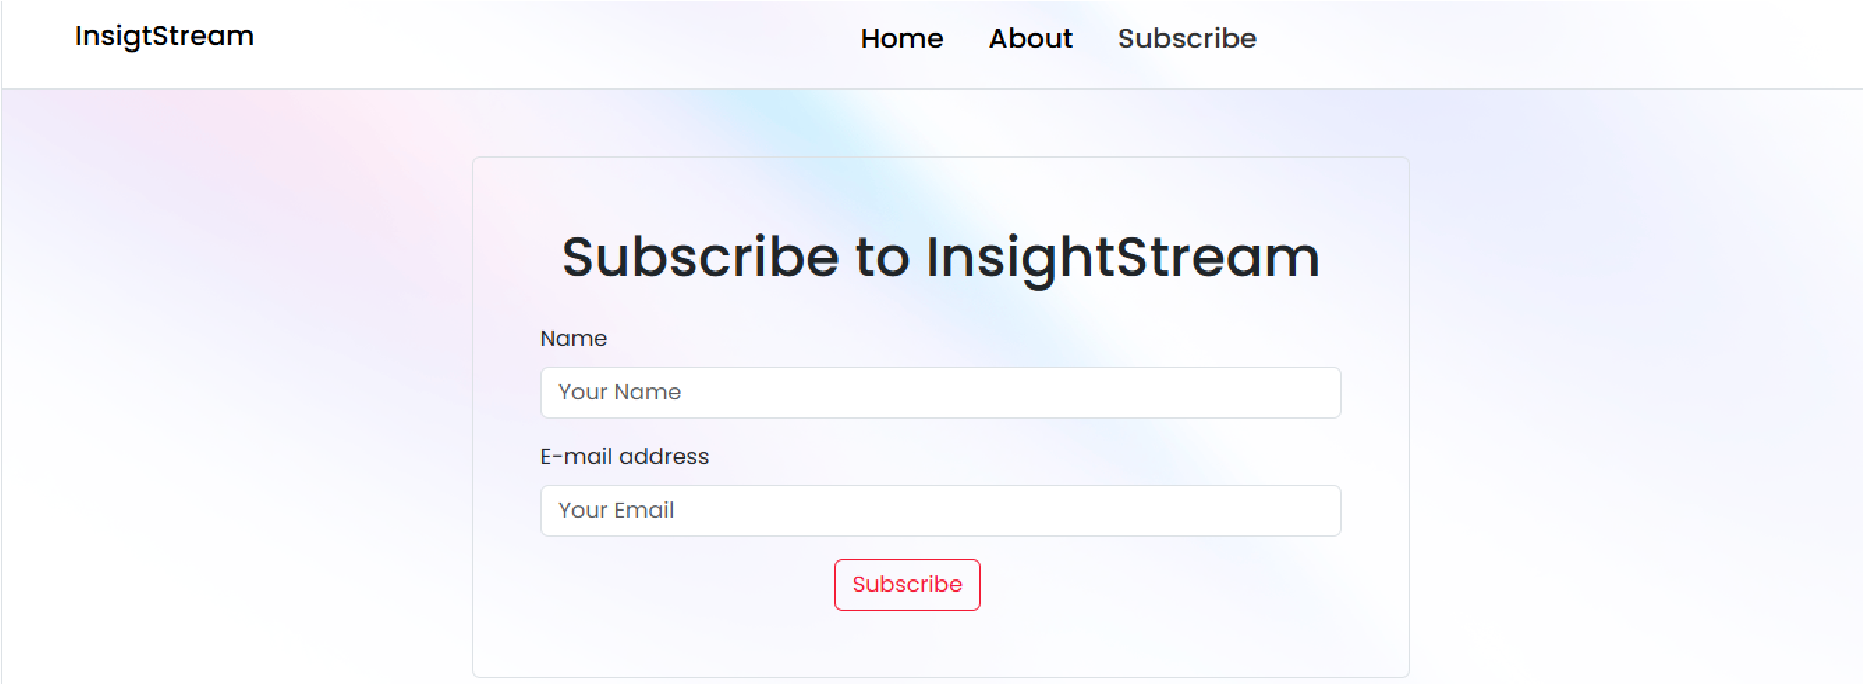 InsigtStream
Home About Subscribe
Subscribe to InsightStream
Name
Your Name
E-mail address
Your Email
Subscribe